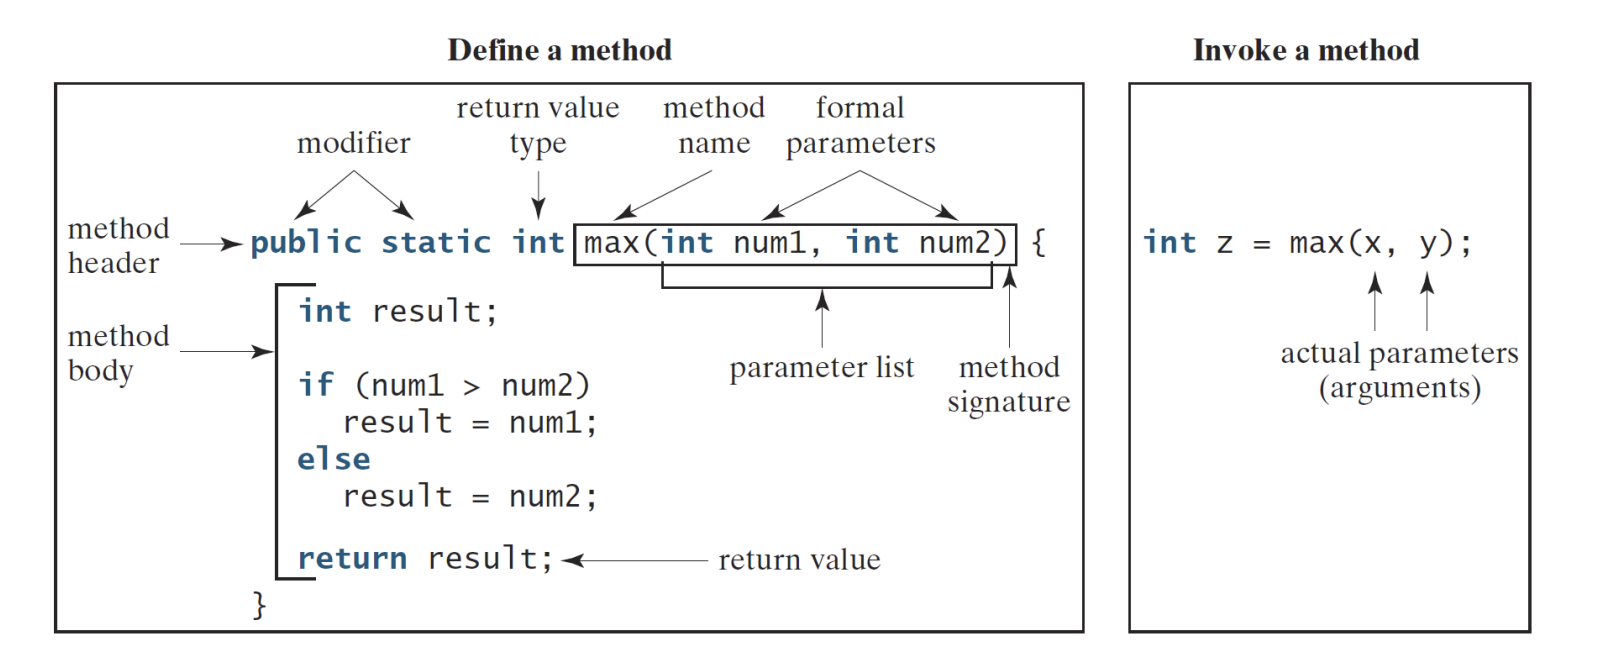 Define a method
Invoke a method
return value
type
method
name
formal
parameters
modifier
method
header
public static int max(int num1, int num2) {
int result;
method
body
parameter list
method
signature
if (num1 > num2)
result = num1;
else
result = num2;
return result;
return value
}
int z = max(x, y);
actual parameters
(arguments)